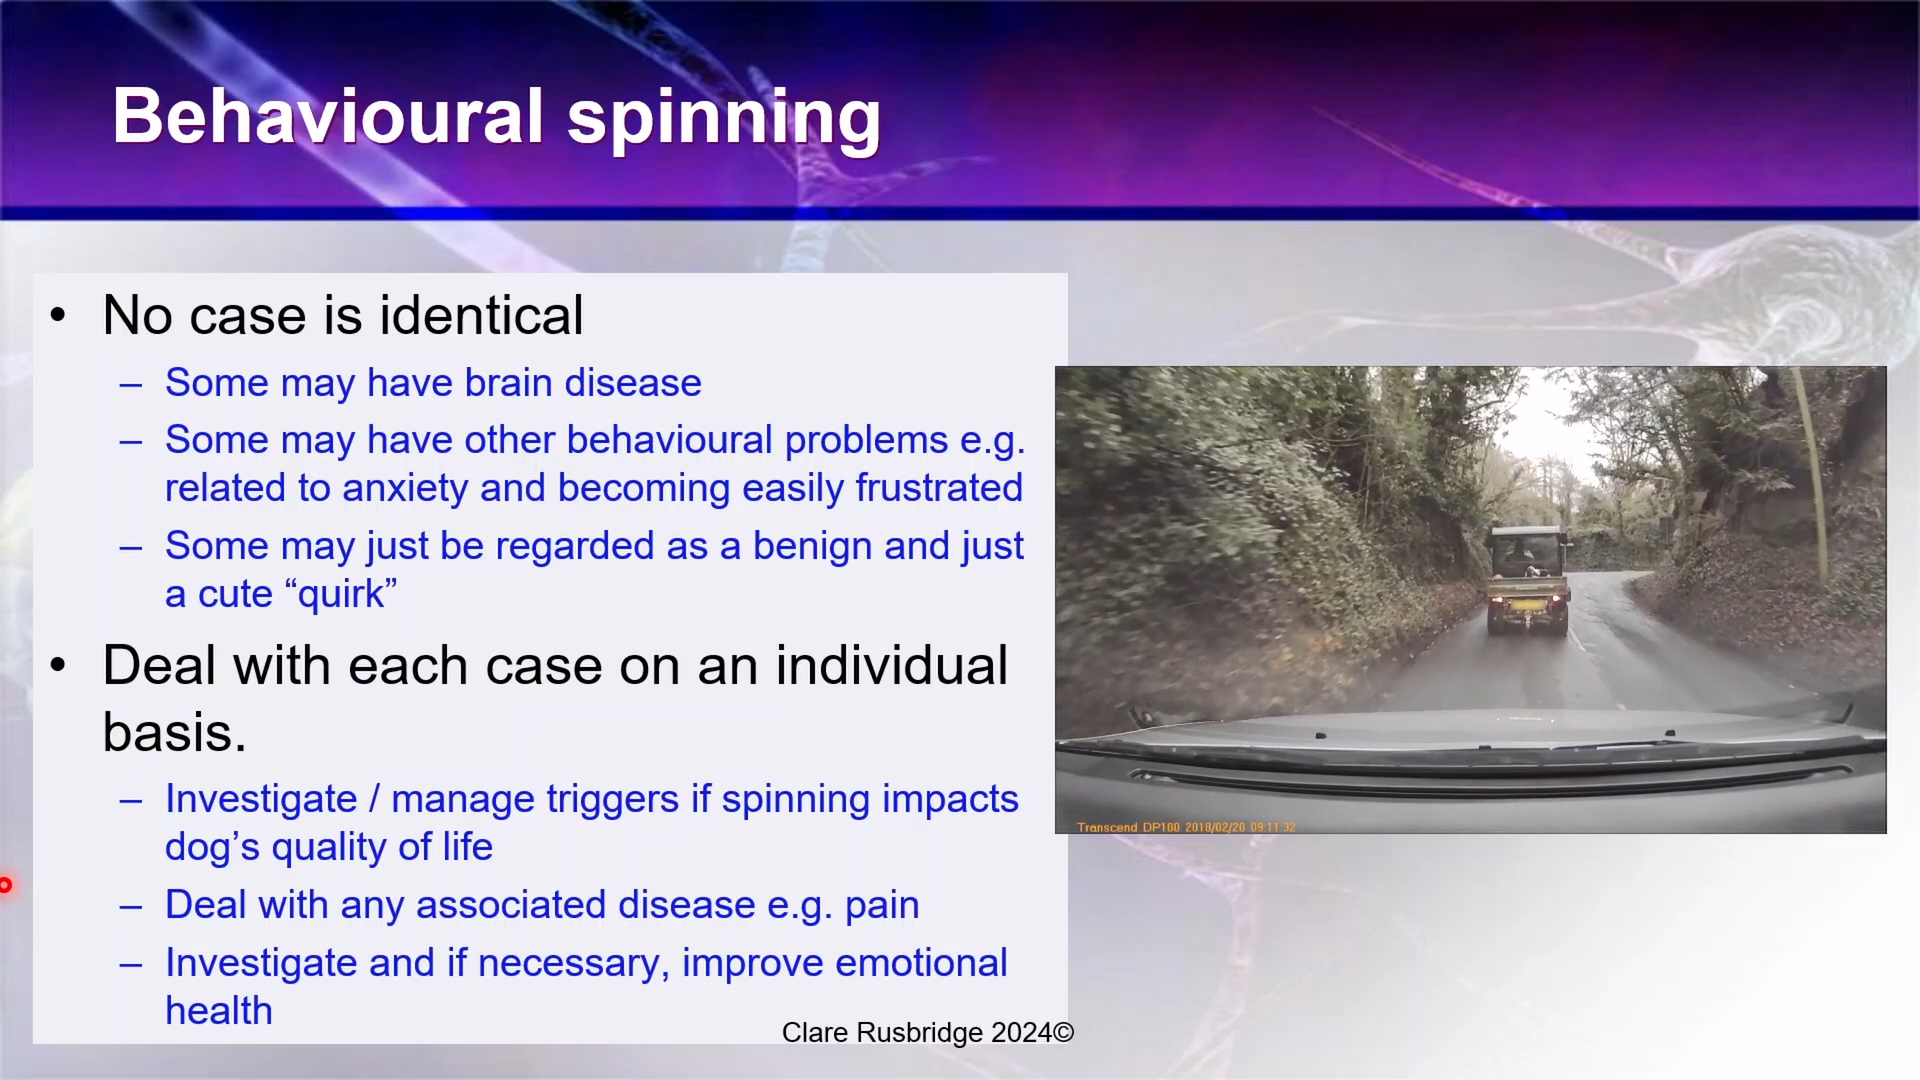 Behavioural spinning
• No case is identical
– Some may have brain disease
– Some may have other behavioural problems e.g.
related to anxiety and becoming easily frustrated
– Some may just be regarded as a benign and just
a cute “quirk”
• Deal with each case on an individual
basis.
– Investigate / manage triggers if spinning impacts
dog’s quality of life
– Deal with any associated disease e.g. pain
– Investigate and if necessary, improve emotional
health
Transcend DP100 2018/02/20 09:11:32
Clare Rusbridge 2024©